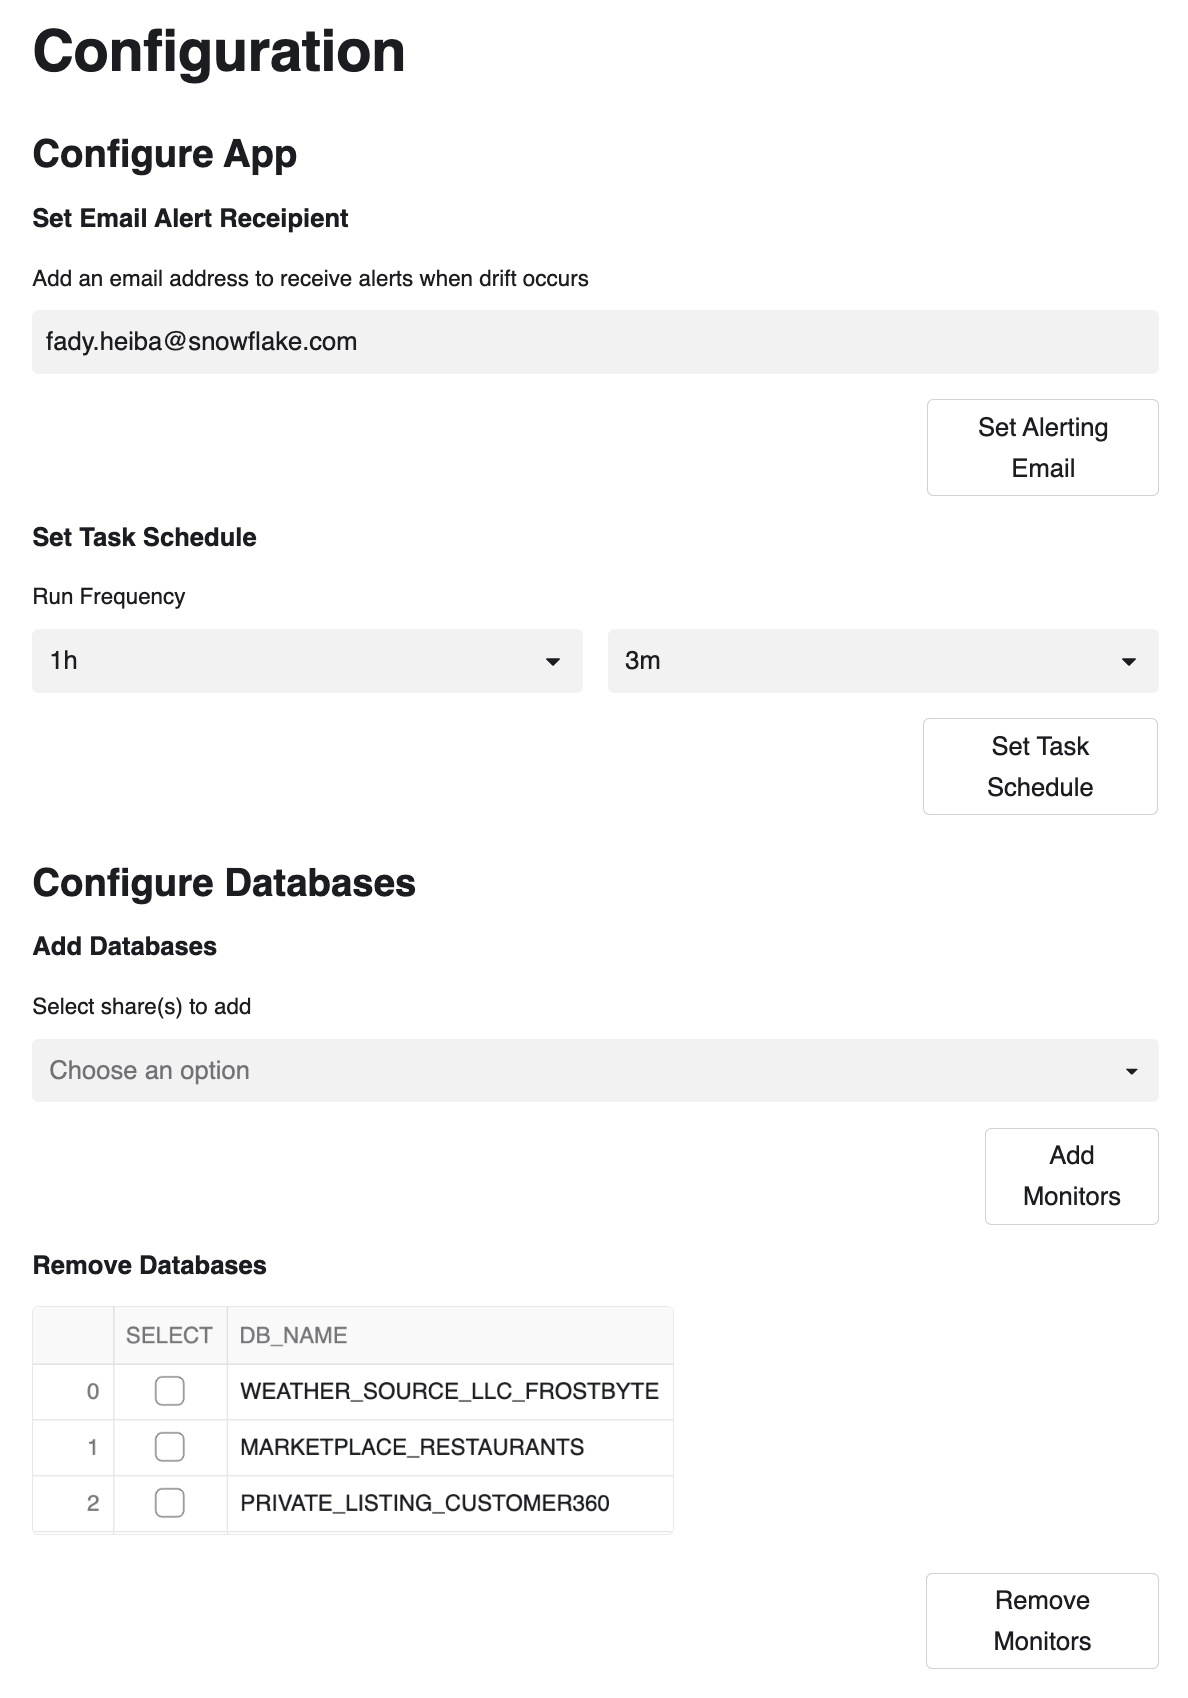 Configuration
Configure App
Set Email Alert Receipient
Add an email address to receive alerts when drift occurs
fady.heiba@snowflake.com
Set Alerting
Email
Set Task Schedule
Run Frequency
1h 3m
Set Task
Schedule
Configure Databases
Add Databases
Select share(s) to add
Choose an option
Add
Monitors
Remove Databases
SELECT DB_NAME
0 WEATHER_SOURCE_LLC_FROSTBYTE
1 MARKETPLACE_RESTAURANTS
2 PRIVATE_LISTING_CUSTOMER360
Remove
Monitors